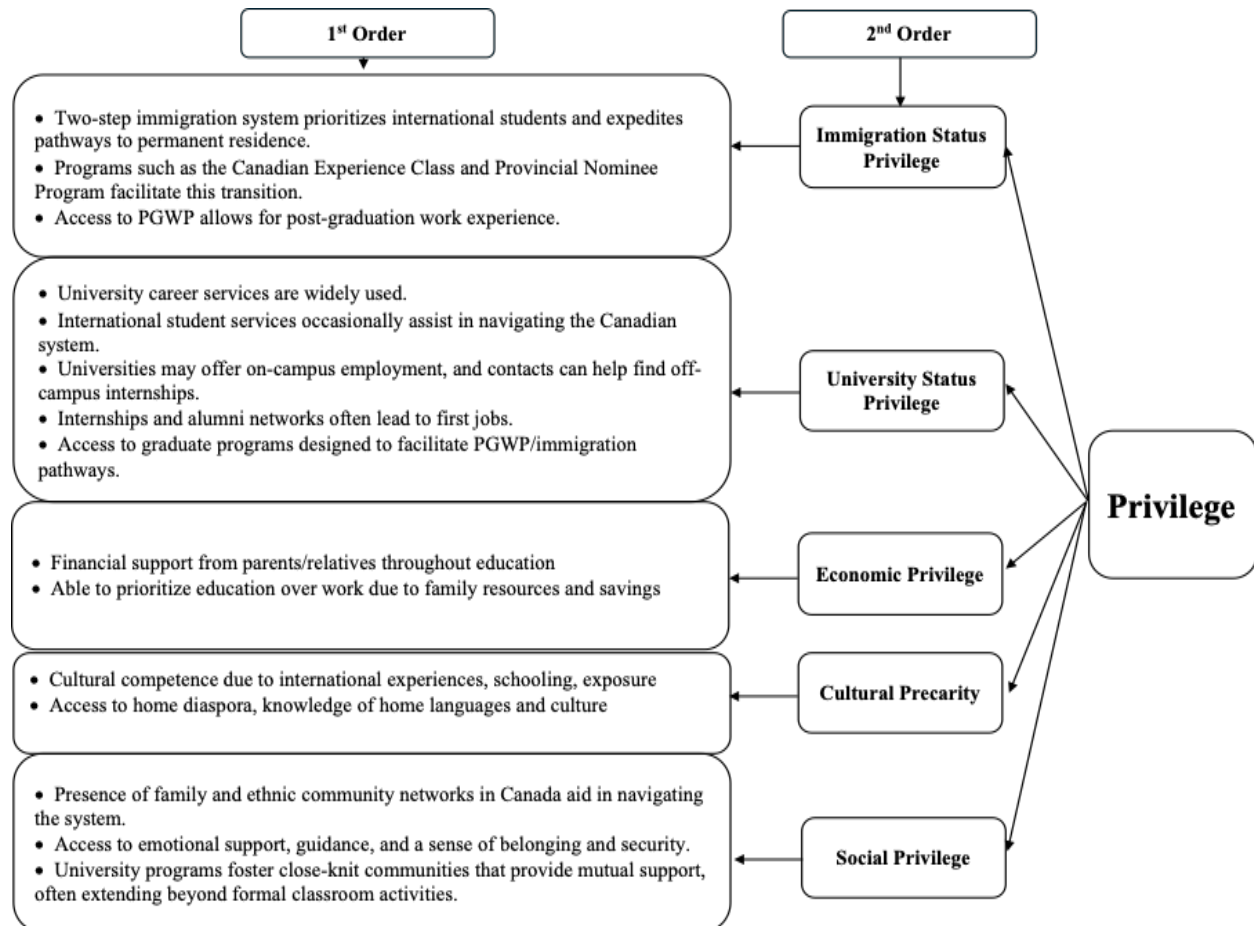 1st Order
2nd Order
• Two-step immigration system prioritizes international students and expedites
pathways to permanent residence.
• Programs such as the Canadian Experience Class and Provincial Nominee
Program facilitate this transition.
• Access to PGWP allows for post-graduation work experience.
Immigration Status
Privilege
• University career services are widely used.
• International student services occasionally assist in navigating the Canadian
system.
• Universities may offer on-campus employment, and contacts can help find off-
campus internships.
• Internships and alumni networks often lead to first jobs.
• Access to graduate programs designed to facilitate PGWP/immigration
pathways.
University Status
Privilege
Privilege
• Financial support from parents/relatives throughout education
• Able to prioritize education over work due to family resources and savings
Economic Privilege
• Cultural competence due to international experiences, schooling, exposure
• Access to home diaspora, knowledge of home languages and culture
Cultural Precarity
• Presence of family and ethnic community networks in Canada aid in navigating
the system.
• Access to emotional support, guidance, and a sense of belonging and security.
• University programs foster close-knit communities that provide mutual support,
often extending beyond formal classroom activities.
Social Privilege